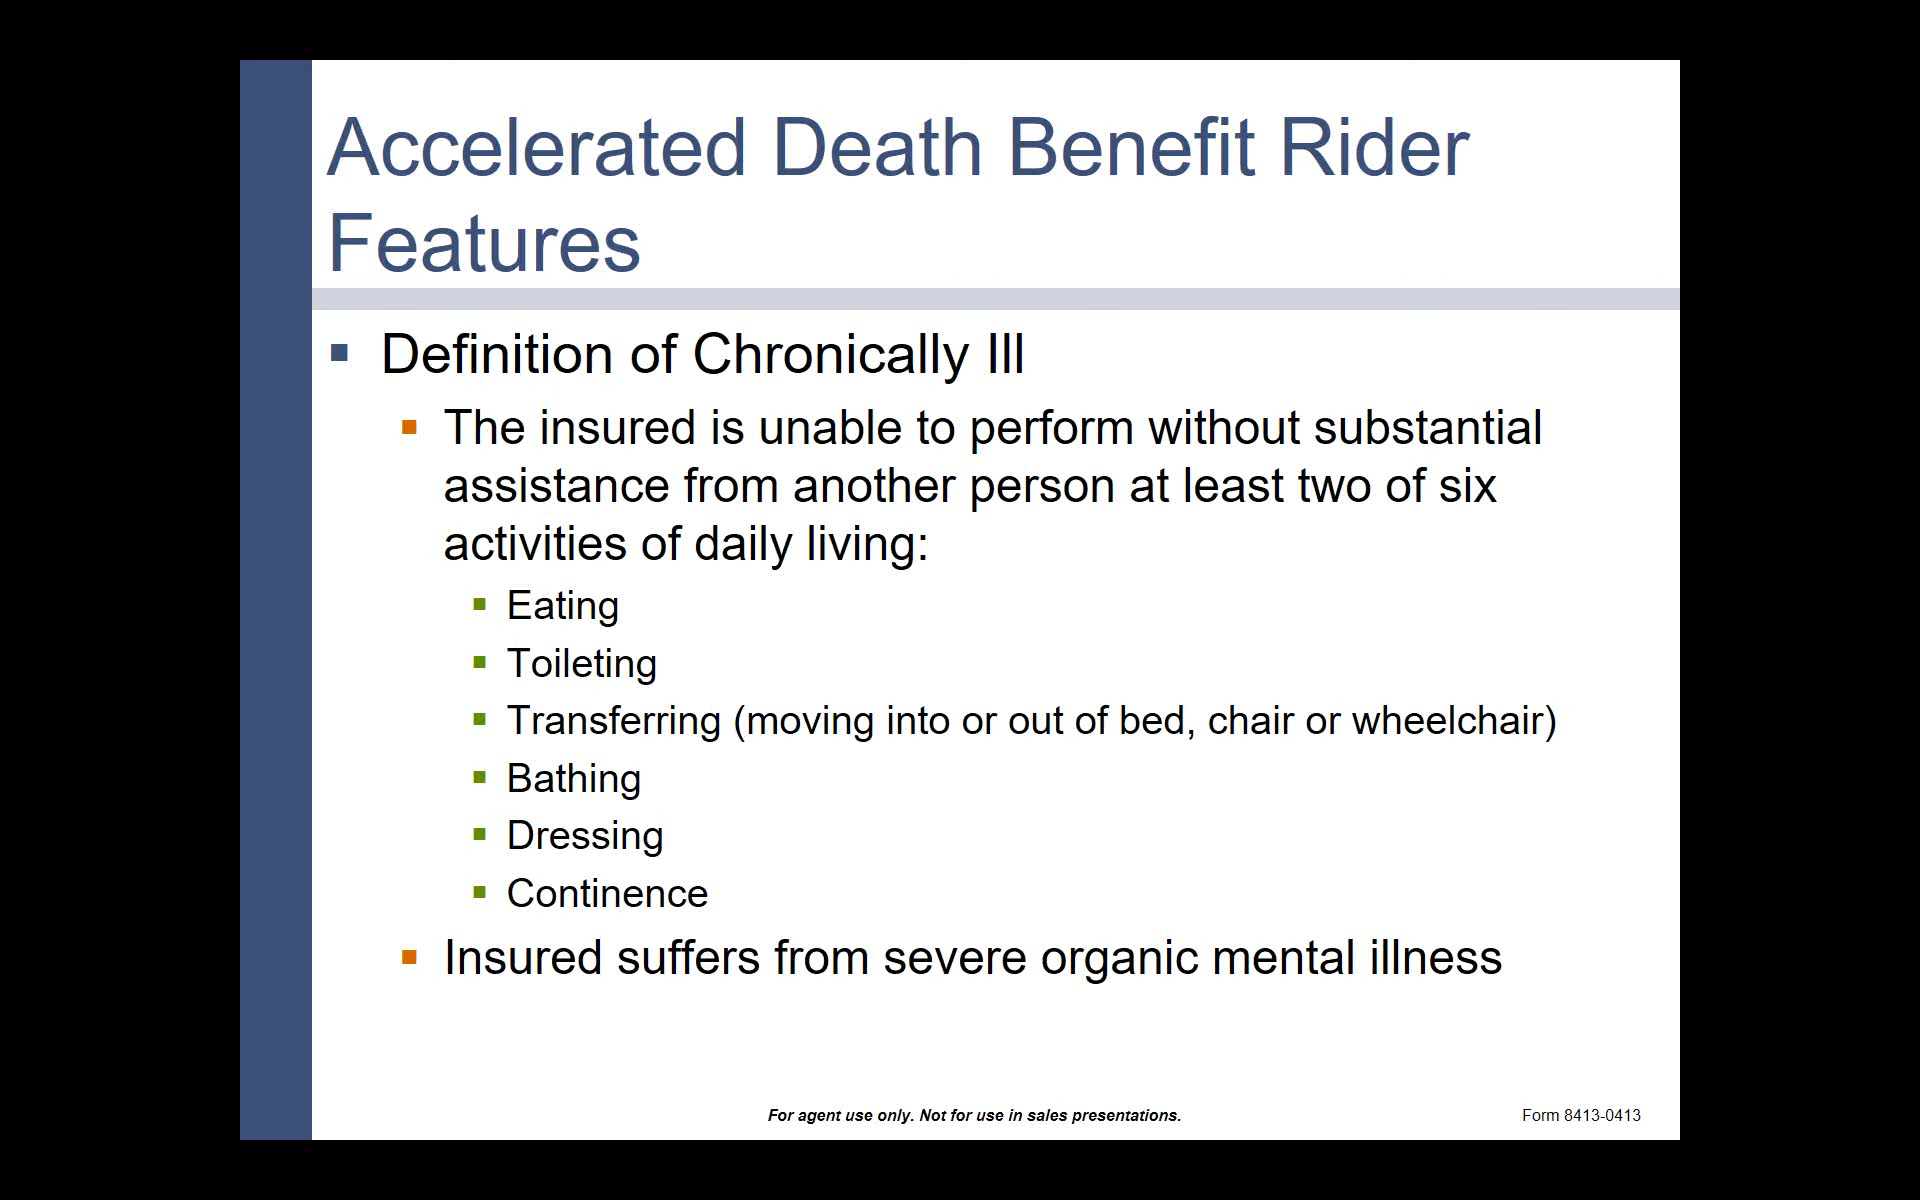 Accelerated Death Benefit Rider
Features
Definition of Chronically Ill
The insured is unable to perform without substantial
assistance from another person at least two of six
activities of daily living:
Eating
Toileting
Transferring (moving into or out of bed, chair or wheelchair)
Bathing
Dressing
Continence
Insured suffers from severe organic mental illness
For agent use only. Not for use in sales presentations.
Form 8413-0413